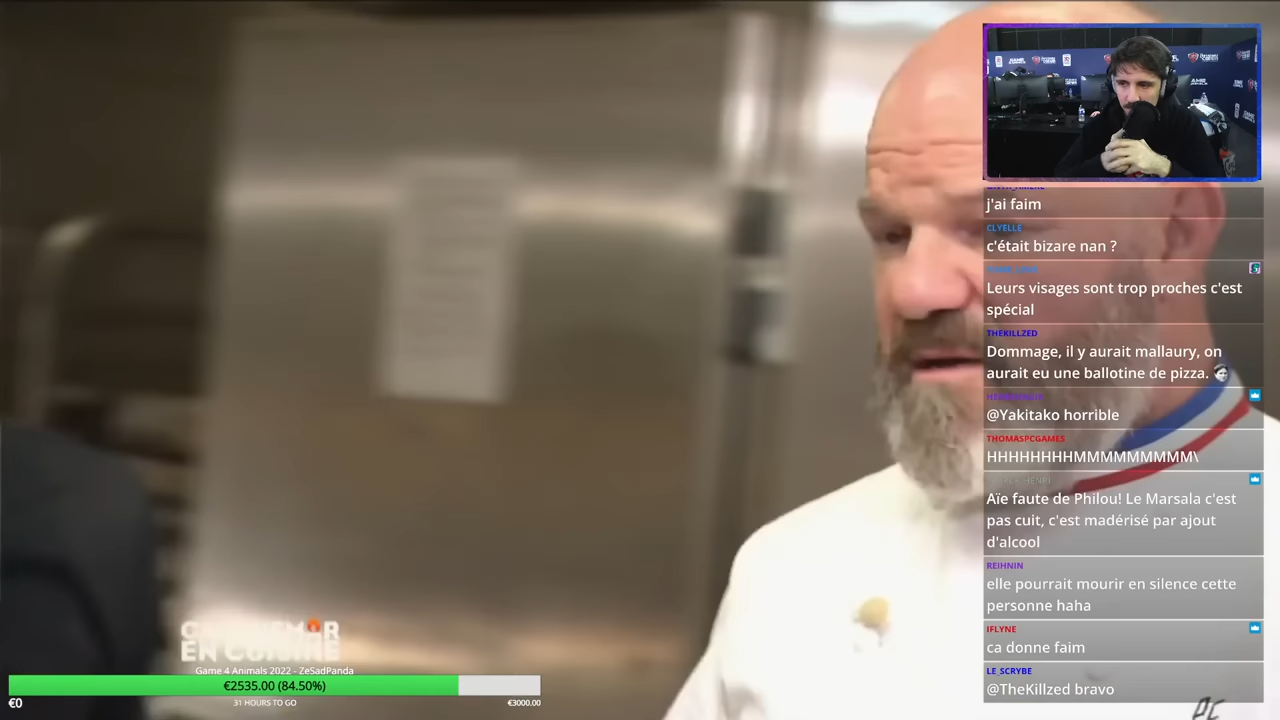 j'ai faim
CLYELLE
c'était bizare nan ?
Leurs visages sont trop proches c'est
spécial
THEKILLZED
Dommage, il y aurait mallaury, on
aurait eu une ballotine de pizza.
@Yakitako horrible
THOMASPCGAMES
HHHHHHHHMMMMMMMMM\
Aïe faute de Philou! Le Marsala c'est
pas cuit, c'est madérisé par ajout
d'alcool
REIHNIN
elle pourrait mourir en silence cette
personne haha
IFLYNE
ca donne faim
LE_SCRYBE
@TheKillzed bravo
EN CUISINE
Game 4 Animals 2022 - ZeSadPanda
€2535.00 (84.50%)
€0
31 HOURS TO GO
€3000.00